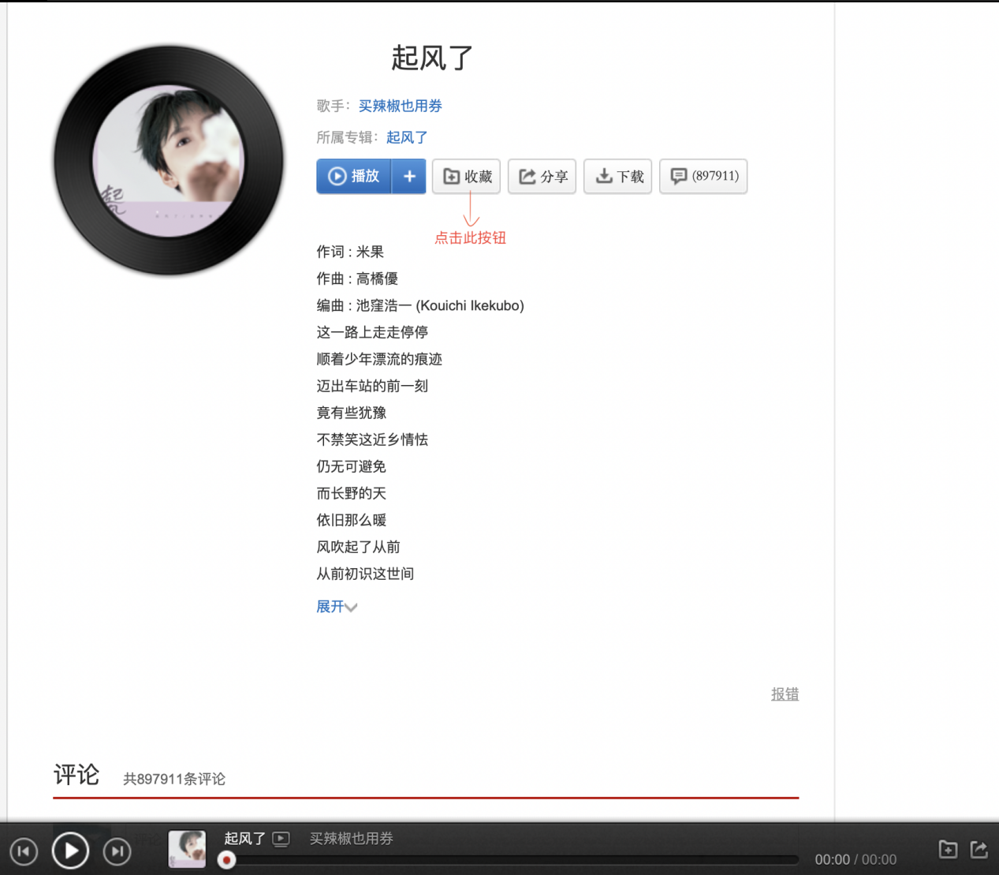 起风了
歌手：买辣椒也用券
所属专辑：起风了
播放 + 收藏 分享 下载 (897911)
点击此按钮
作词 : 米果
作曲 : 高橋優
编曲 : 池窪浩一 (Kouichi Ikekubo)
这一路上走走停停
顺着少年漂流的痕迹
迈出车站的前一刻
竟有些犹豫
不禁笑这近乡情怯
仍无可避免
而长野的天
依旧那么暖
风吹起了从前
从前初识这世间
展开
报错
评论 共897911条评论
起风了 买辣椒也用券
00:00 / 00:00